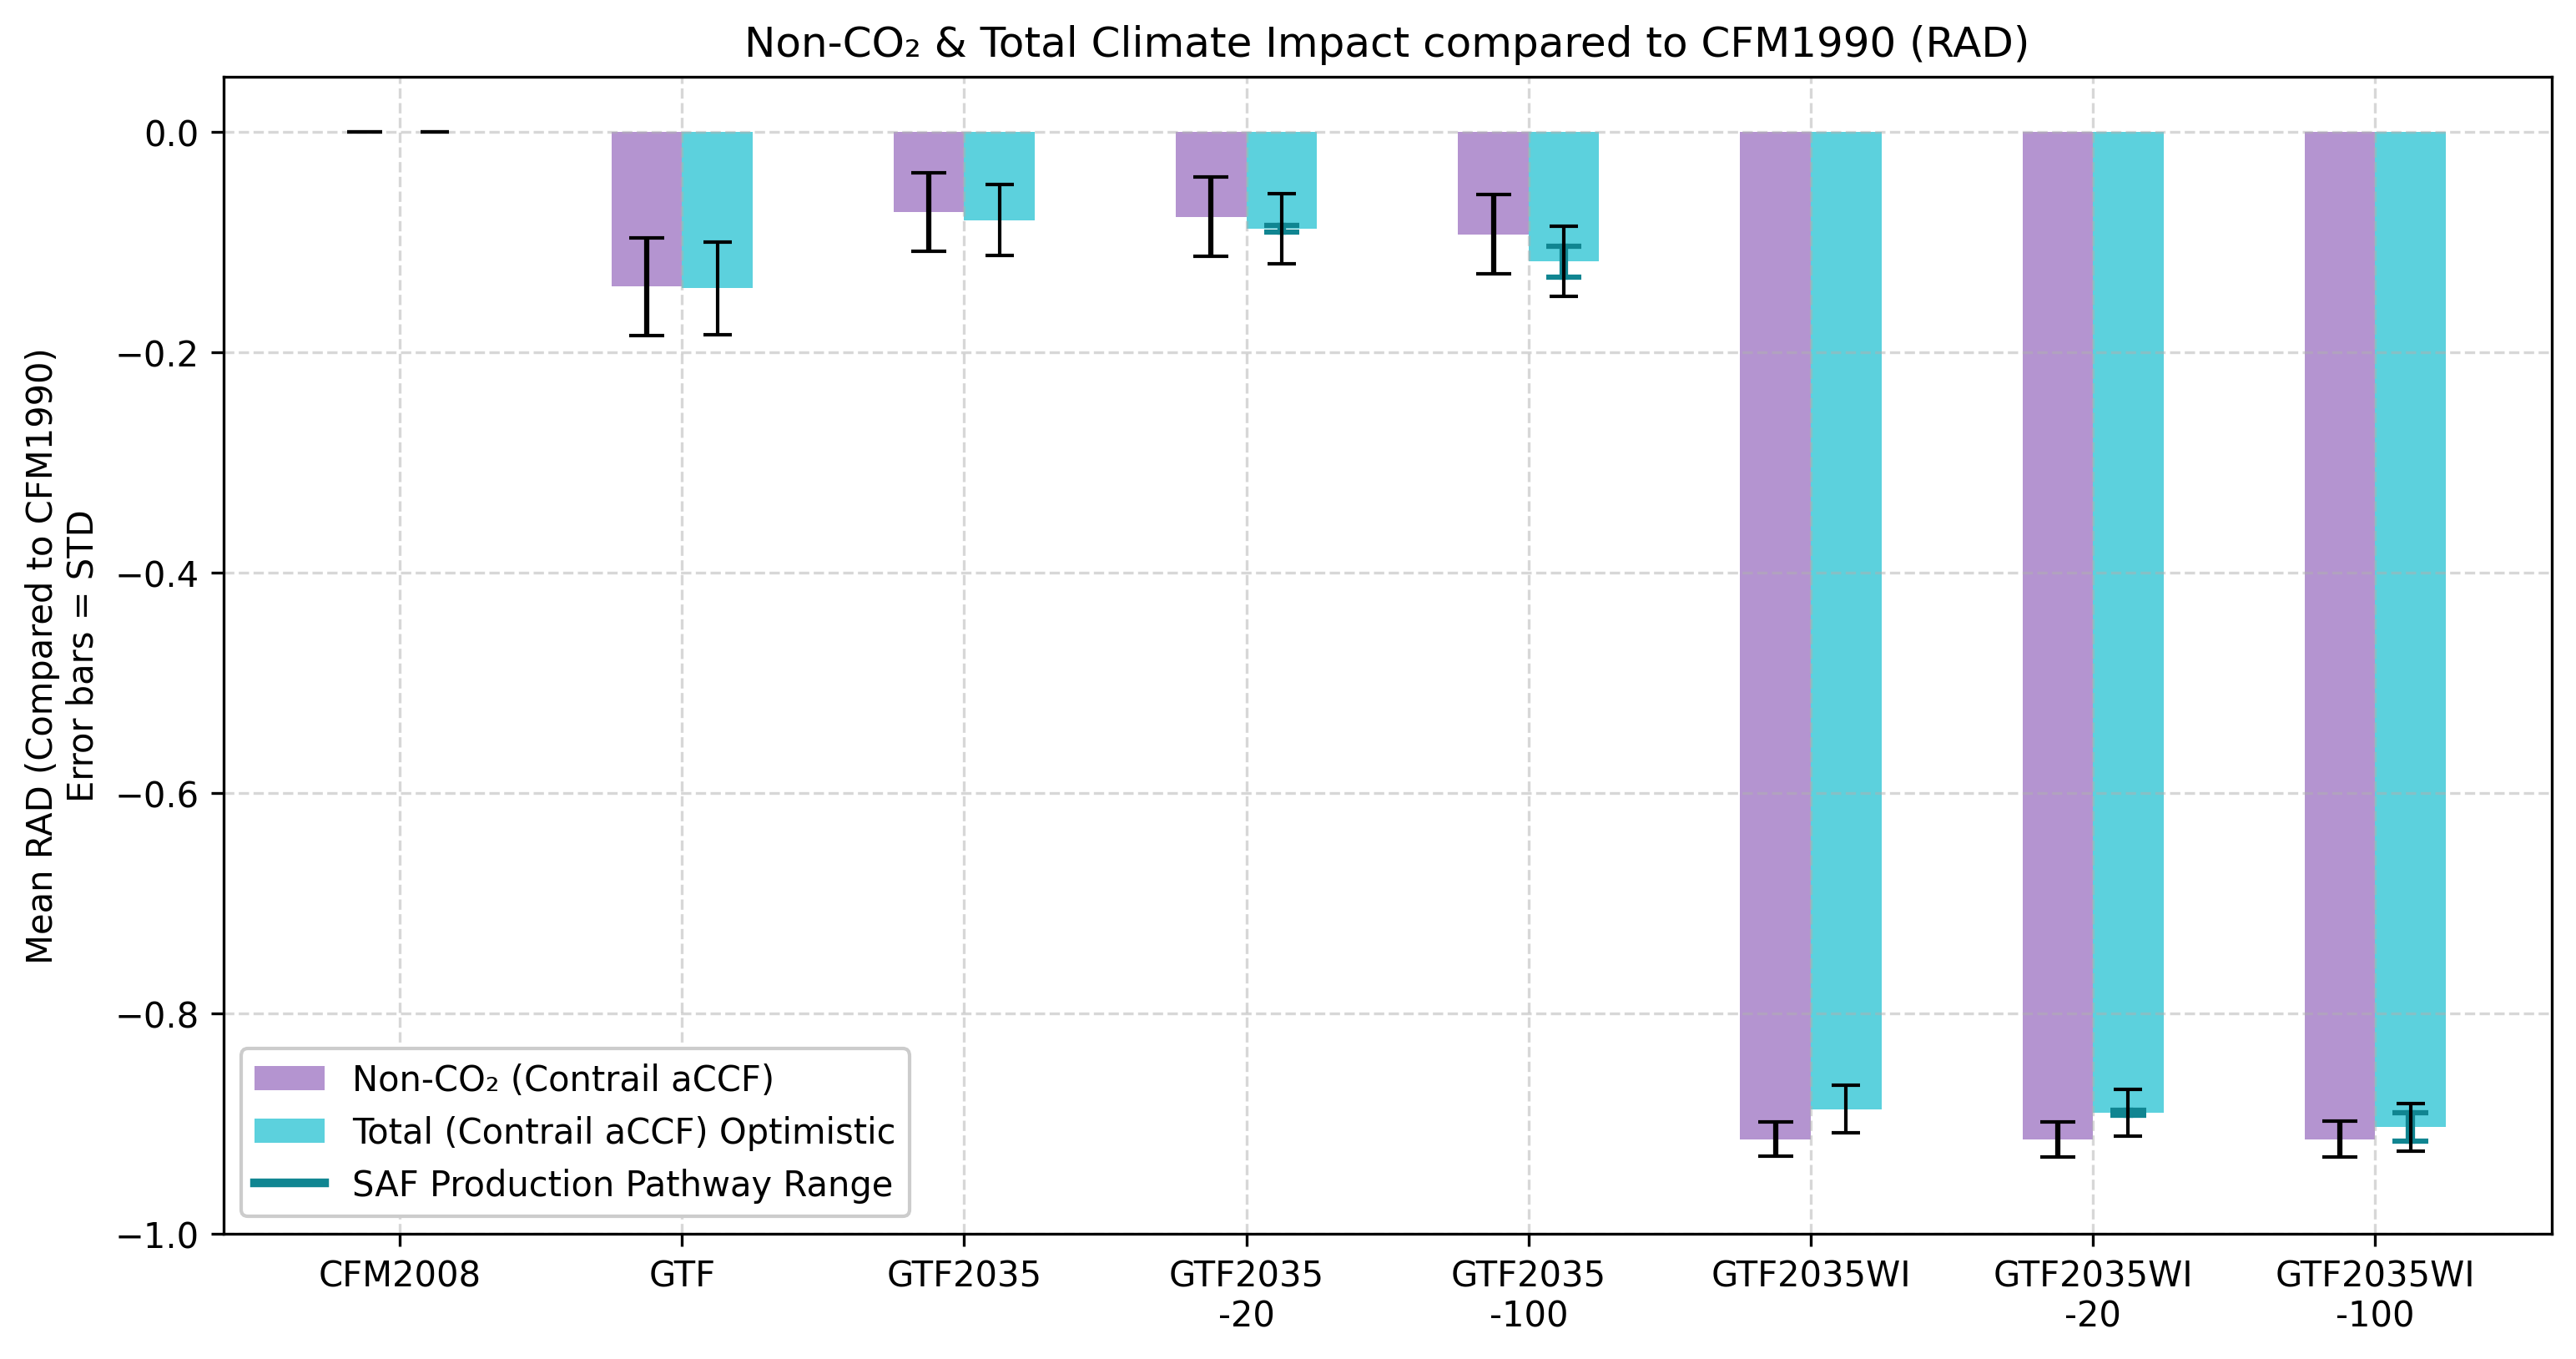 Non-CO₂ & Total Climate Impact compared to CFM1990 (RAD)
Mean RAD (Compared to CFM1990)
Error bars = STD
0.0
−0.2
−0.4
−0.6
−0.8
−1.0
Non-CO₂ (Contrail aCCF)
Total (Contrail aCCF) Optimistic
SAF Production Pathway Range
CFM2008
GTF
GTF2035
GTF2035
-20
GTF2035
-100
GTF2035WI
GTF2035WI
-20
GTF2035WI
-100